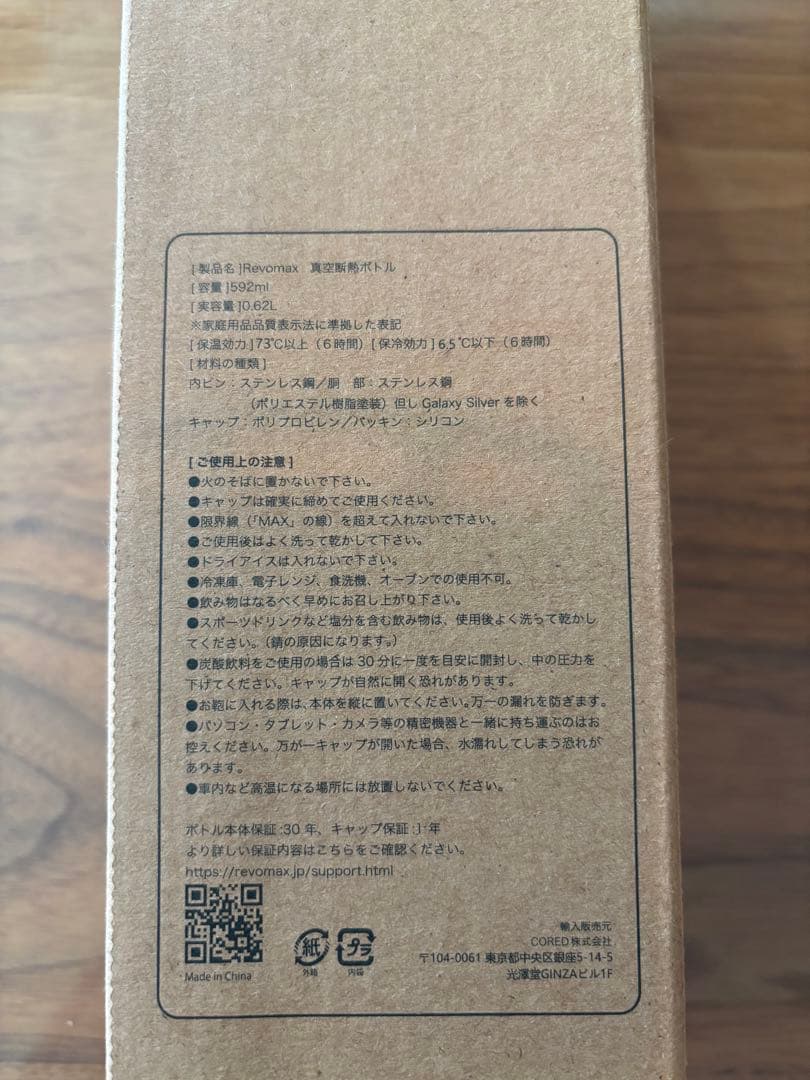 [ 製品名 ]Revomax 真空断熱ボトル
[ 容量 ]592ml
[ 実容量 ]0.62L
※家庭用品品質表示法に準拠した表記
[ 保温効力 ]73℃以上（６時間）[ 保冷効力 ] 6.5℃以下（６時間）
[ 材料の種類 ]
内ビン：ステンレス鋼／胴　部：ステンレス鋼
（ポリエステル樹脂塗装）但し Galaxy Silver を除く
キャップ：ポリプロピレン／パッキン：シリコン
[ ご使用上の注意 ]
●火のそばに置かないで下さい。
●キャップは確実に締めてご使用ください。
●限界線（「MAX」の線）を超えて入れないで下さい。
●ご使用後はよく洗って乾かして下さい。
●ドライアイスは入れないで下さい。
●冷凍庫、電子レンジ、食洗機、オーブンでの使用不可。
●飲み物はなるべく早めにお召し上がり下さい。
●スポーツドリンクなど塩分を含む飲み物は、使用後よく洗って乾かし
てください。（錆の原因になります。）
●炭酸飲料をご使用の場合は 30 分に一度を目安に開封し、中の圧力を
下げてください。キャップが自然に開く恐れがあります。
●お鞄に入れる際は、本体を縦に置いてください。万一の漏れを防ぎます。
●パソコン・タブレット・カメラ等の精密機器と一緒に持ち運ぶのはお
控えください。万が一キャップが開いた場合、水濡れしてしまう恐れが
あります。
●車内など高温になる場所には放置しないでください。
ボトル本体保証 :30 年、キャップ保証 :1 年
より詳しい保証内容はこちらをご確認ください。
https://revomax.jp/support.html
Made in China
紙
外箱
プラ
内袋
輸入販売元
CORED 株式会社
〒104-0061 東京都中央区銀座5-14-5
光澤堂GINZAビル1F